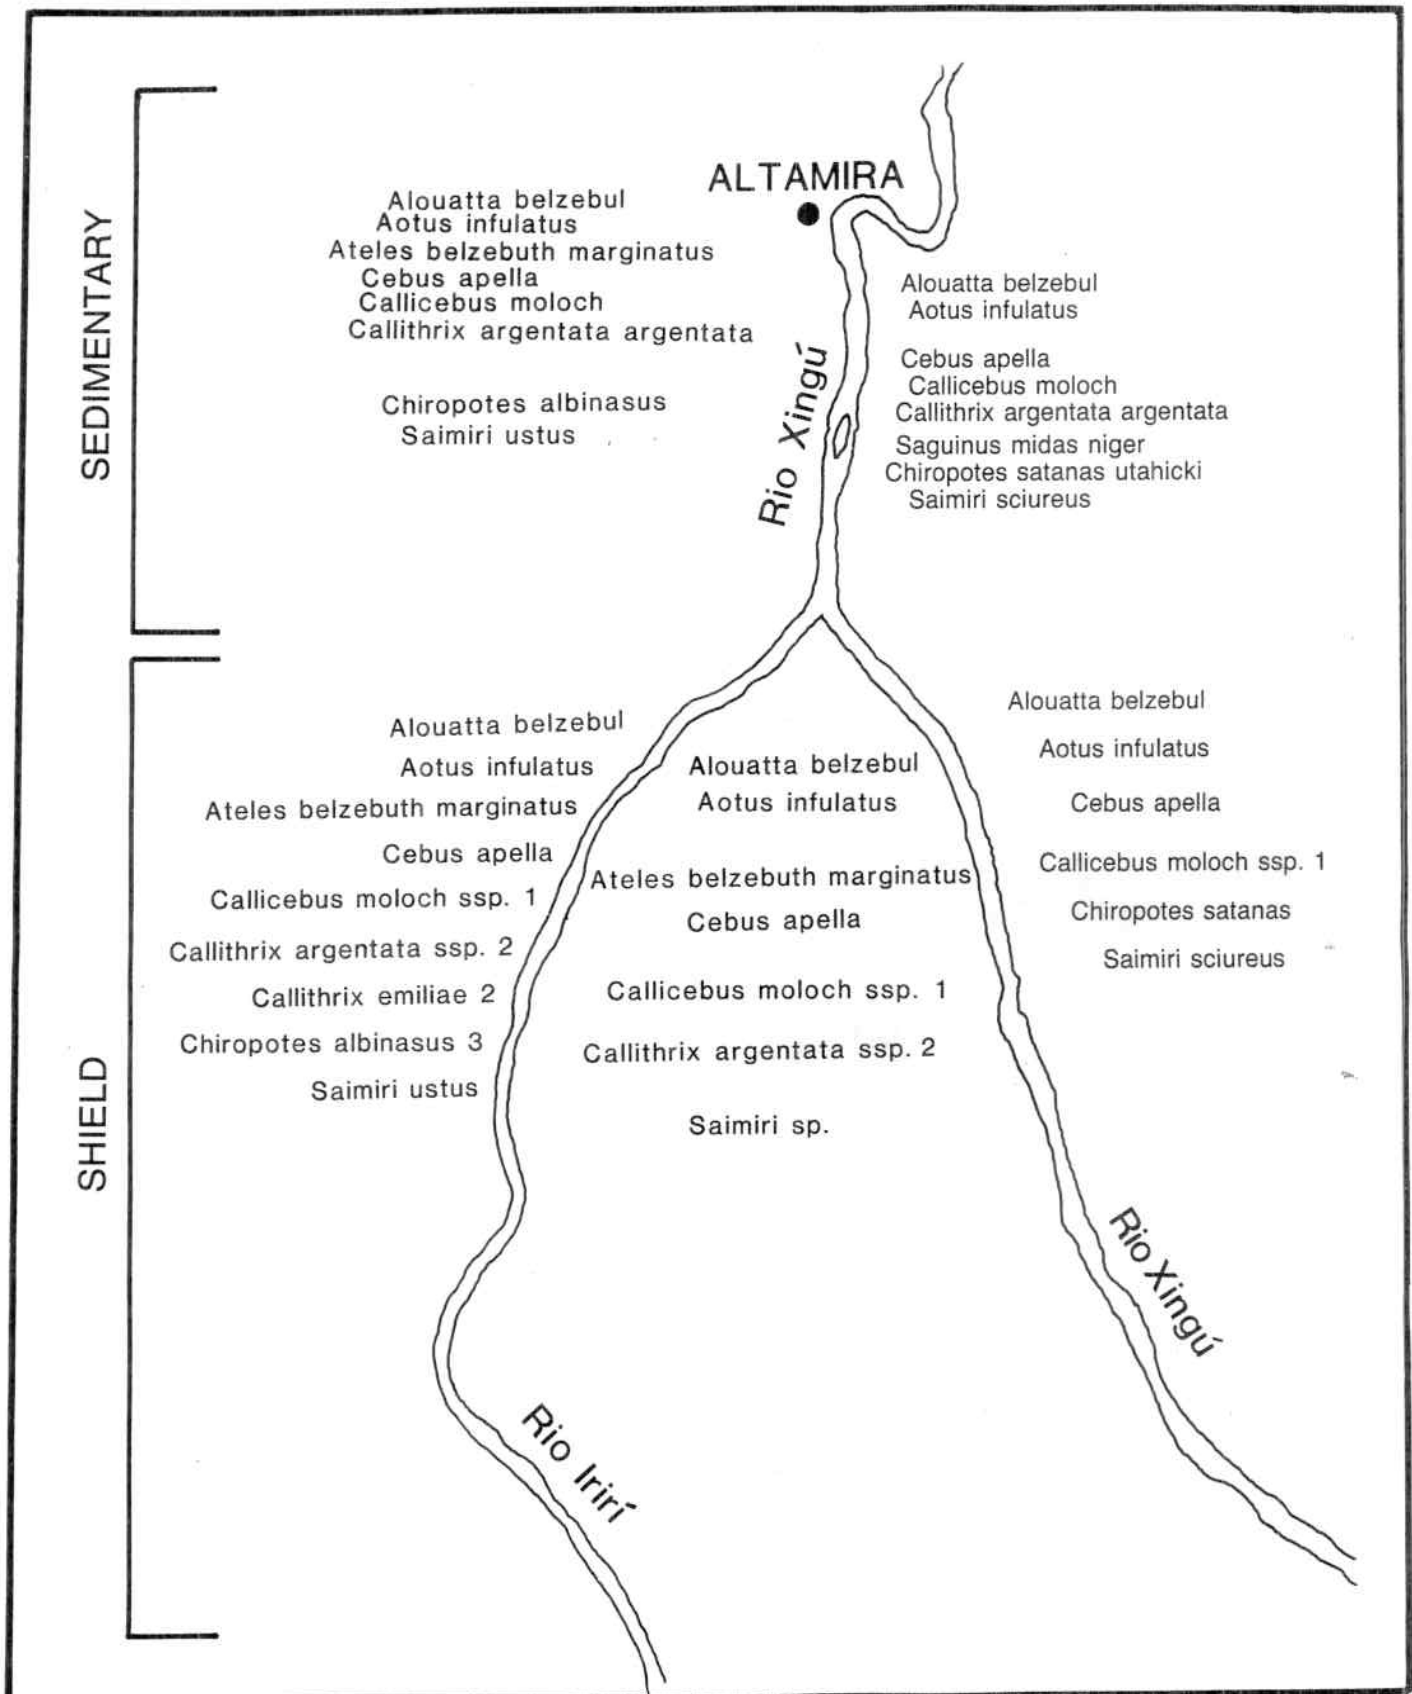 ALTAMIRA
SEDIMENTARY
Alouatta belzebul
Aotus infulatus
Ateles belzebuth marginatus
Cebus apella
Callicebus moloch
Callithrix argentata argentata
Chiropotes albinasus
Saimiri ustus
Rio Xingú
Alouatta belzebul
Aotus infulatus
Cebus apella
Callicebus moloch
Callithrix argentata argentata
Saguinus midas niger
Chiropotes satanas utahicki
Saimiri sciureus
SHIELD
Alouatta belzebul
Aotus infulatus
Ateles belzebuth marginatus
Cebus apella
Callicebus moloch ssp. 1
Callithrix argentata ssp. 2
Callithrix emiliae 2
Chiropotes albinasus 3
Saimiri ustus
Alouatta belzebul
Aotus infulatus
Ateles belzebuth marginatus
Cebus apella
Callicebus moloch ssp. 1
Callithrix argentata ssp. 2
Saimiri sp.
Alouatta belzebul
Aotus infulatus
Cebus apella
Callicebus moloch ssp. 1
Chiropotes satanas
Saimiri sciureus
Rio Xingú
Rio Irirí